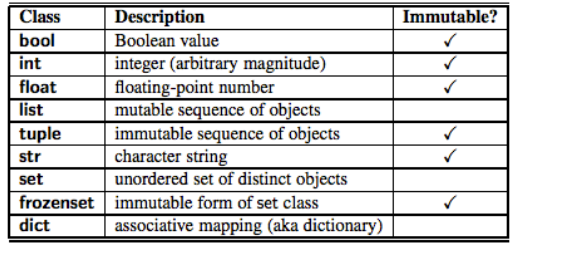 Class Description Immutable?
bool Boolean value ✓
int integer (arbitrary magnitude) ✓
float floating-point number ✓
list mutable sequence of objects
tuple immutable sequence of objects ✓
str character string ✓
set unordered set of distinct objects
frozenset immutable form of set class ✓
dict associative mapping (aka dictionary)